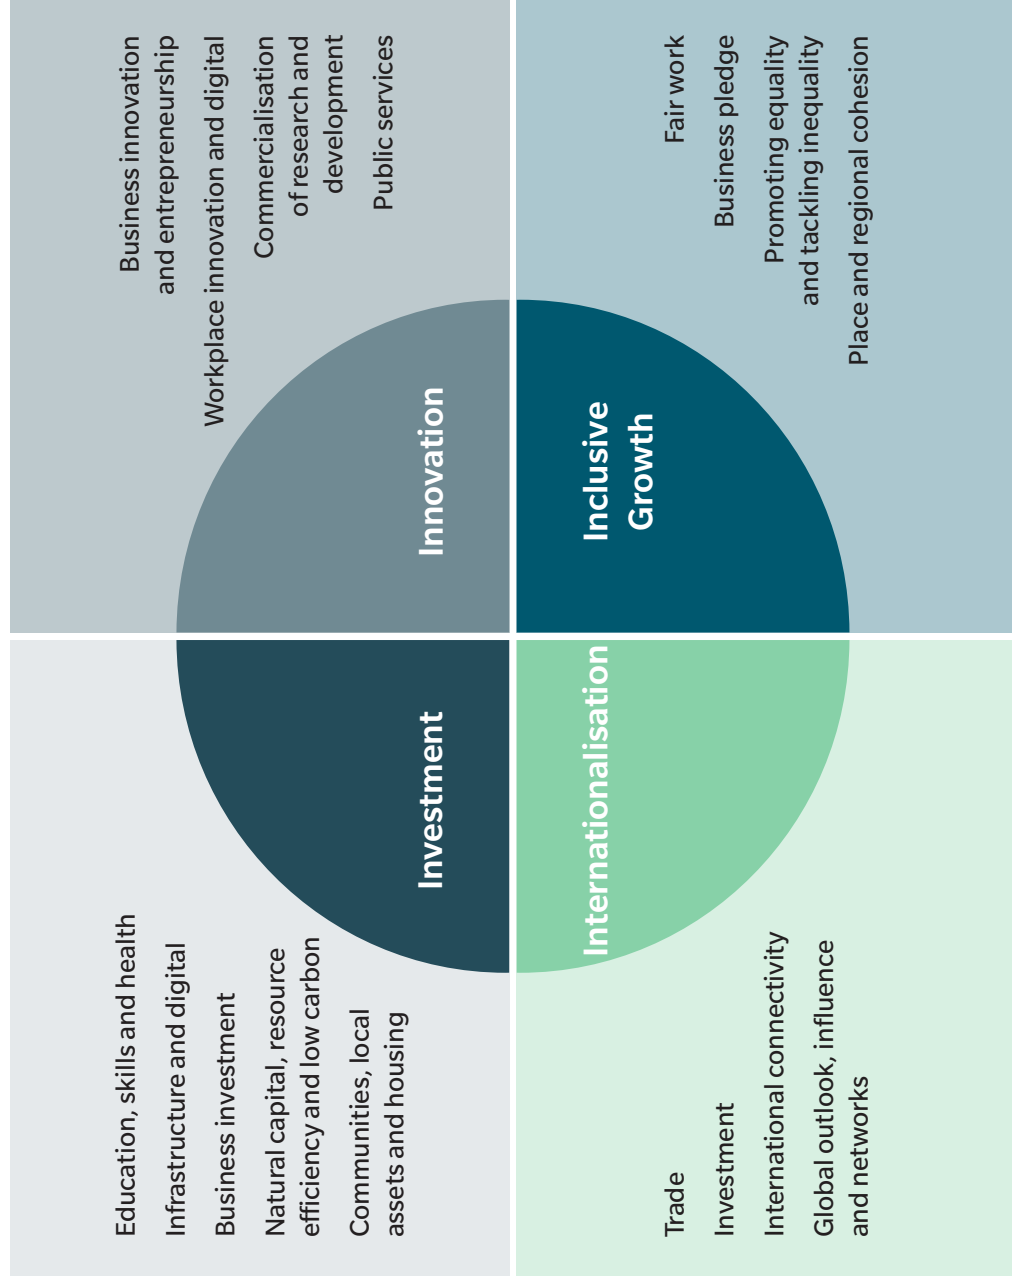 Education, skills and health
Infrastructure and digital
Business investment
Natural capital, resource
efficiency and low carbon
Communities, local
assets and housing
Investment
Business innovation
and entrepreneurship
Workplace innovation and digital
Commercialisation
of research and
development
Public services
Innovation
Internationalisation
Trade
Investment
International connectivity
Global outlook, influence
and networks
Inclusive
Growth
Fair work
Business pledge
Promoting equality
and tackling inequality
Place and regional cohesion